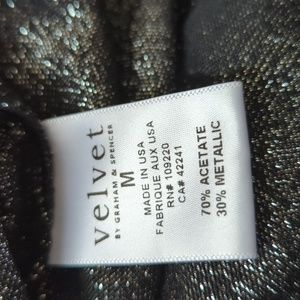 velvet
BY GRAHAM & SPENCER
M
MADE IN USA
FABRIQUE AUX USA
RN# 109220
CA# 42241
70% ACETATE
30% METALLIC